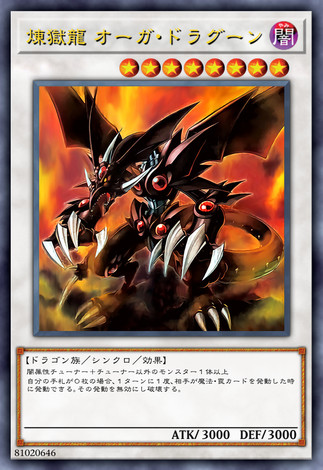 煉獄龍 オーガ・ドラグーン
やみ
闇
【ドラゴン族／シンクロ／効果】
闇属性チューナー＋チューナー以外のモンスター１体以上
自分の手札が０枚の場合、１ターンに１度、相手が魔法・罠カードを発動した時
に発動できる。その発動を無効にし破壊する。
ATK/ 3000 DEF/ 3000
81020646